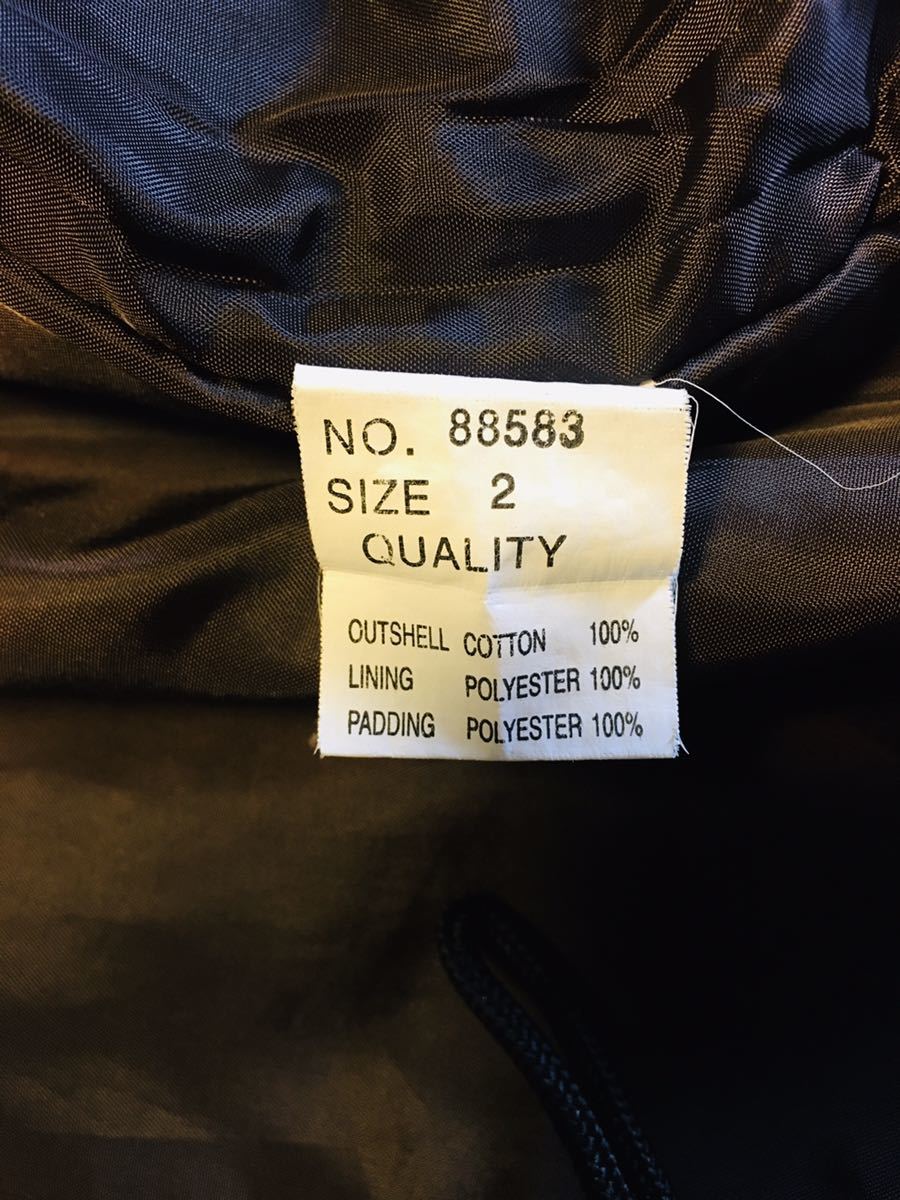 NO. 88583
SIZE 2
QUALITY
OUTSHELL COTTON 100%
LINING POLYESTER 100%
PADDING POLYESTER 100%